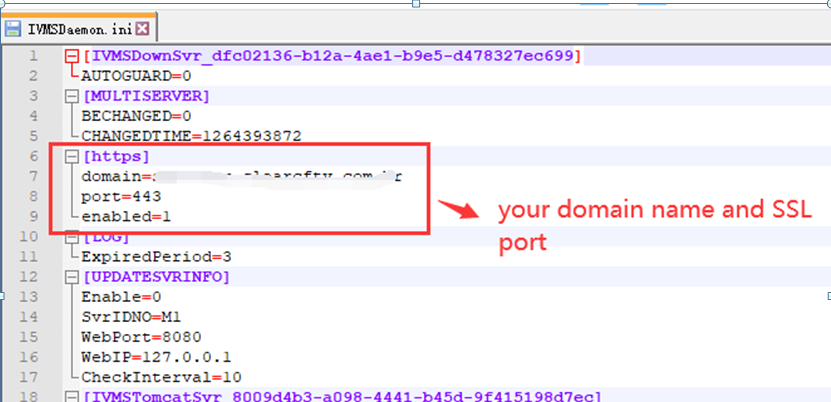 IVMSDaemon.ini
1 [IVMSDownSvr_dfc02136-b12a-4ae1-b9e5-d478327ec699]
2 AUTOGUARD=0
3 [MULTISERVER]
4 BECHANGED=0
5 CHANGEDTIME=1264393872
6 [https]
7 domain=
8 port=443
9 enabled=1
your domain name and SSL
port
10 [LOG]
11 ExpiredPeriod=3
12 [UPDATESVRINFO]
13 Enable=0
14 SvrIDNO=M1
15 WebPort=8080
16 WebIP=127.0.0.1
17 CheckInterval=10
18 [IVMSTomcatSvr_8009d4b3-a098-4441-b45d-9f415198d7ec]